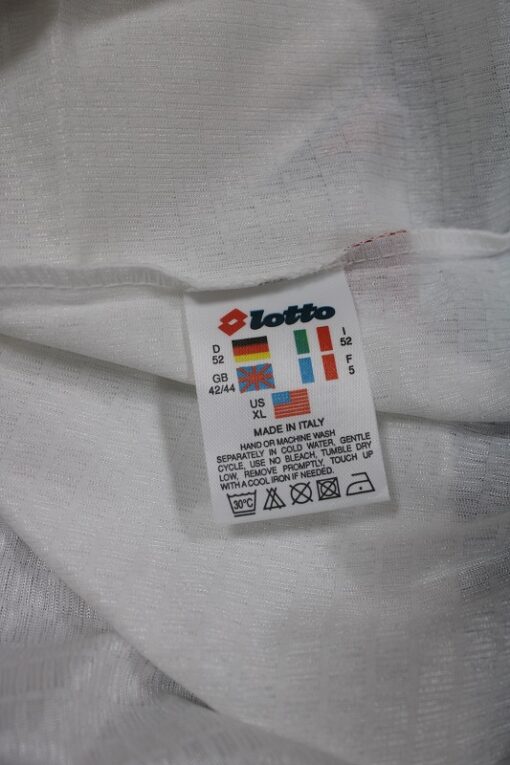 lotto
D
52
I
52
GB
42/44
F
5
US
XL
MADE IN ITALY
HAND OR MACHINE WASH
SEPARATELY IN COLD WATER, GENTLE
CYCLE, USE NO BLEACH, TUMBLE DRY
LOW, REMOVE PROMPTLY, TOUCH UP
WITH A COOL IRON IF NEEDED.
30°C